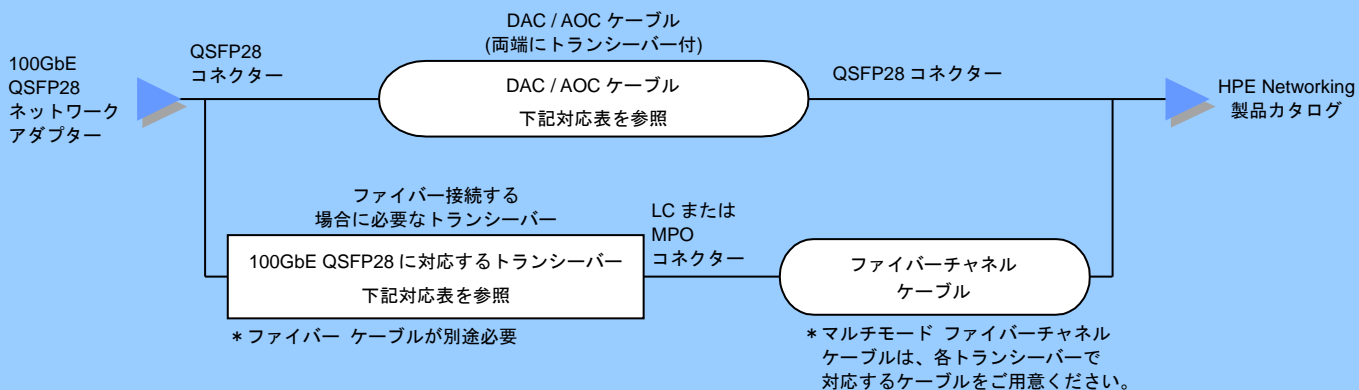 100GbE
QSFP28
ネットワーク
アダプター
QSFP28
コネクター
DAC / AOC ケーブル
(両端にトランシーバー付)
DAC / AOC ケーブル
下記対応表を参照
QSFP28 コネクター
HPE Networking
製品カタログ
ファイバー接続する
場合に必要なトランシーバー
100GbE QSFP28 に対応するトランシーバー
下記対応表を参照
*ファイバー ケーブルが別途必要
LC または
MPO
コネクター
ファイバーチャネル
ケーブル
*マルチモード ファイバーチャネル
ケーブルは、各トランシーバーで
対応するケーブルをご用意ください。